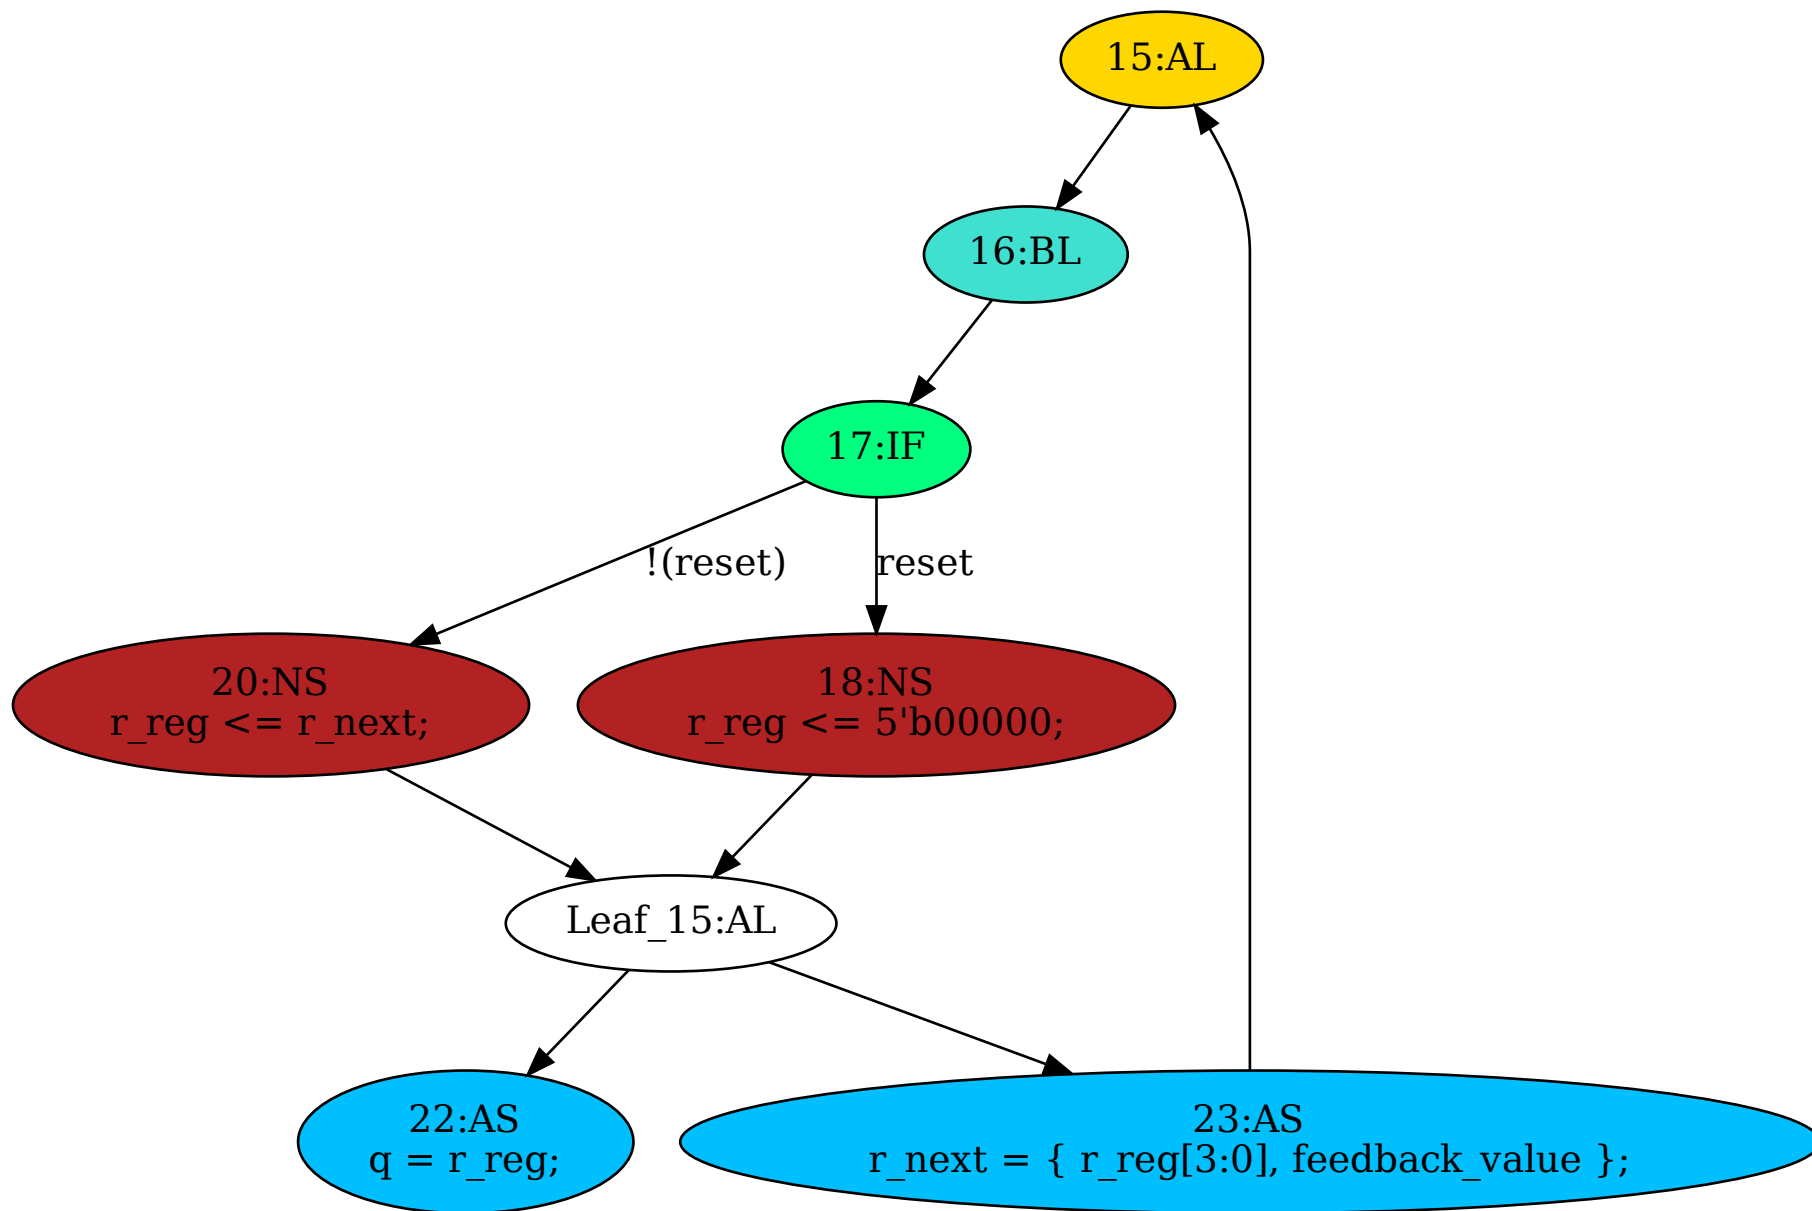 15:AL
16:BL
17:IF
!(reset)
reset
20:NS
r_reg <= r_next;
18:NS
r_reg <= 5'b00000;
Leaf_15:AL
22:AS
q = r_reg;
23:AS
r_next = { r_reg[3:0], feedback_value };